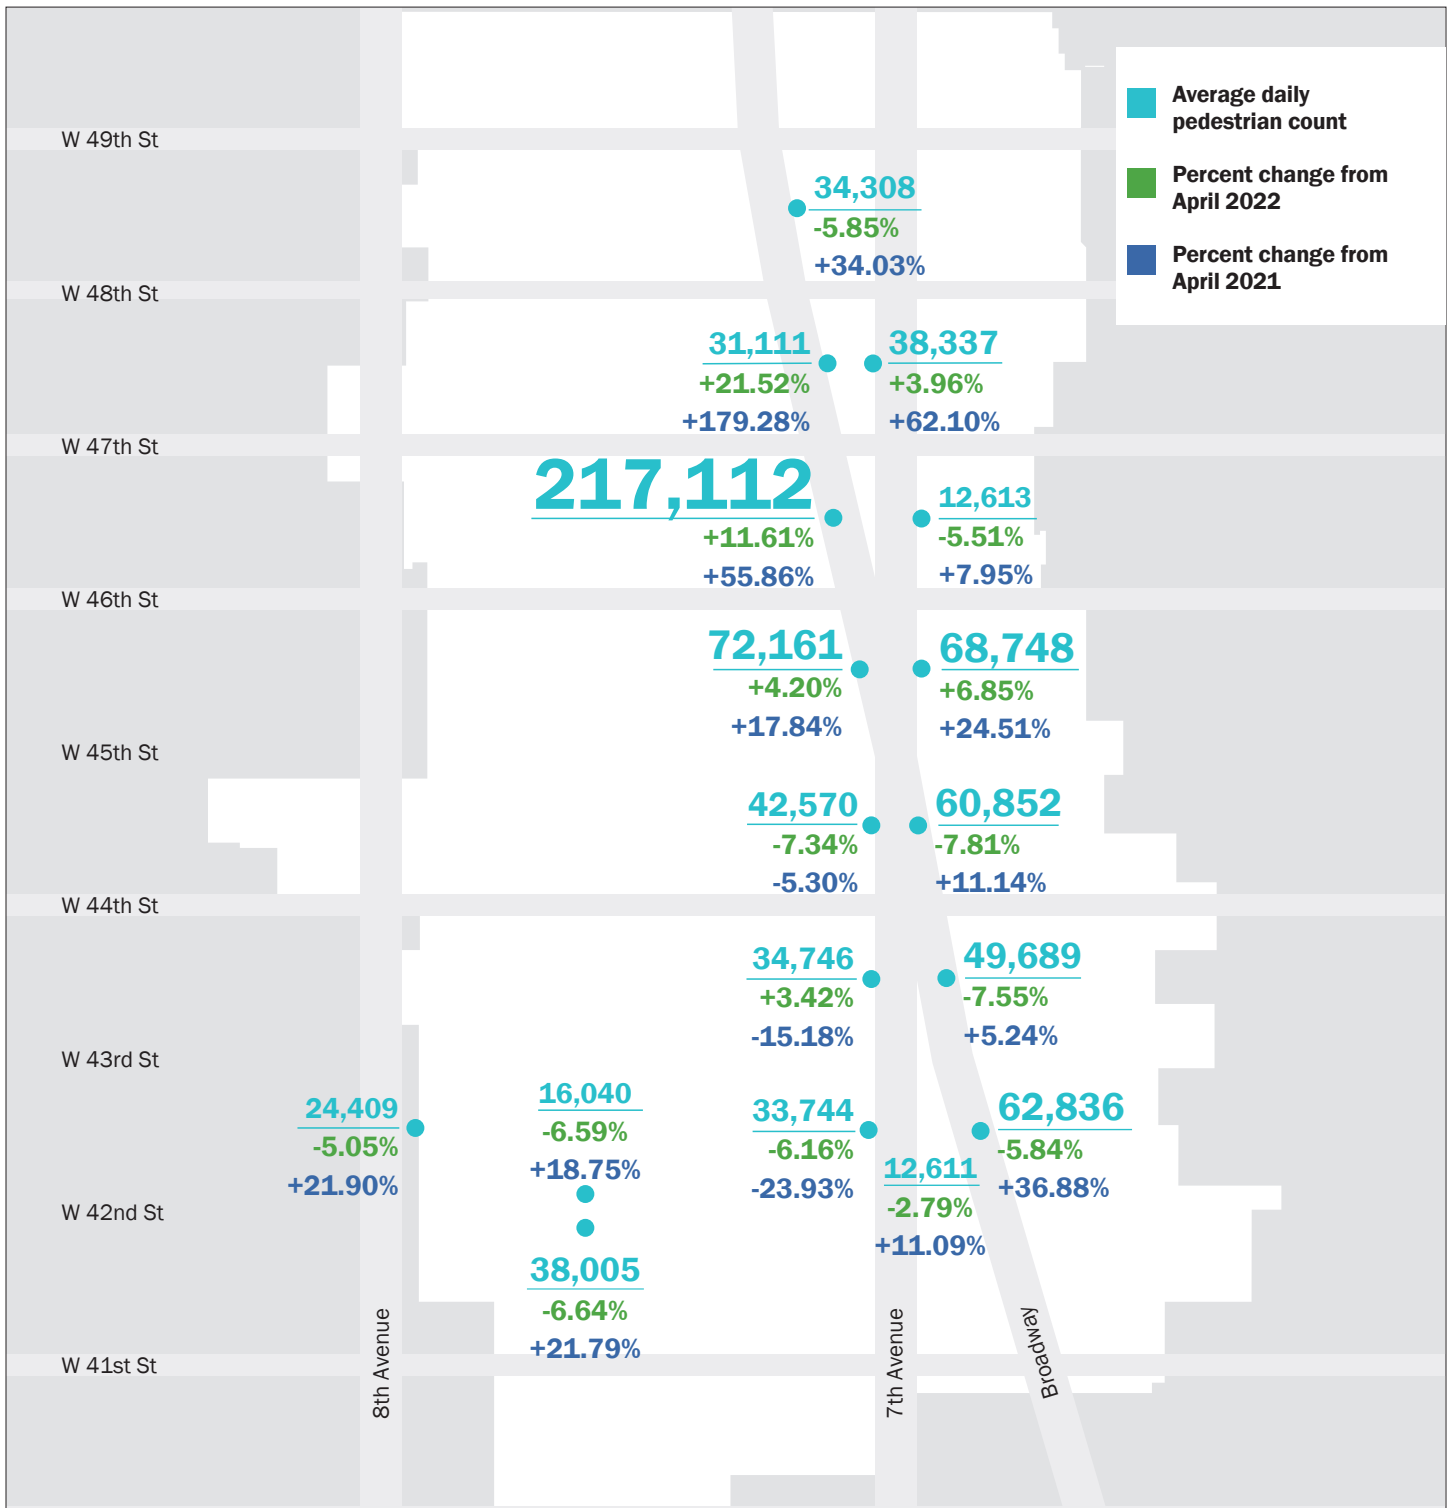 Average daily
pedestrian count
Percent change from
April 2022
Percent change from
April 2021
W 49th St
34,308
-5.85%
+34.03%
W 48th St
31,111
+21.52%
+179.28%
38,337
+3.96%
+62.10%
W 47th St
217,112
+11.61%
+55.86%
12,613
-5.51%
+7.95%
W 46th St
72,161
+4.20%
+17.84%
68,748
+6.85%
+24.51%
W 45th St
42,570
-7.34%
-5.30%
60,852
-7.81%
+11.14%
W 44th St
34,746
+3.42%
-15.18%
49,689
-7.55%
+5.24%
W 43rd St
24,409
-5.05%
+21.90%
16,040
-6.59%
+18.75%
33,744
-6.16%
-23.93%
12,611
-2.79%
+11.09%
62,836
-5.84%
+36.88%
W 42nd St
38,005
-6.64%
+21.79%
W 41st St
8th Avenue
7th Avenue
Broadway